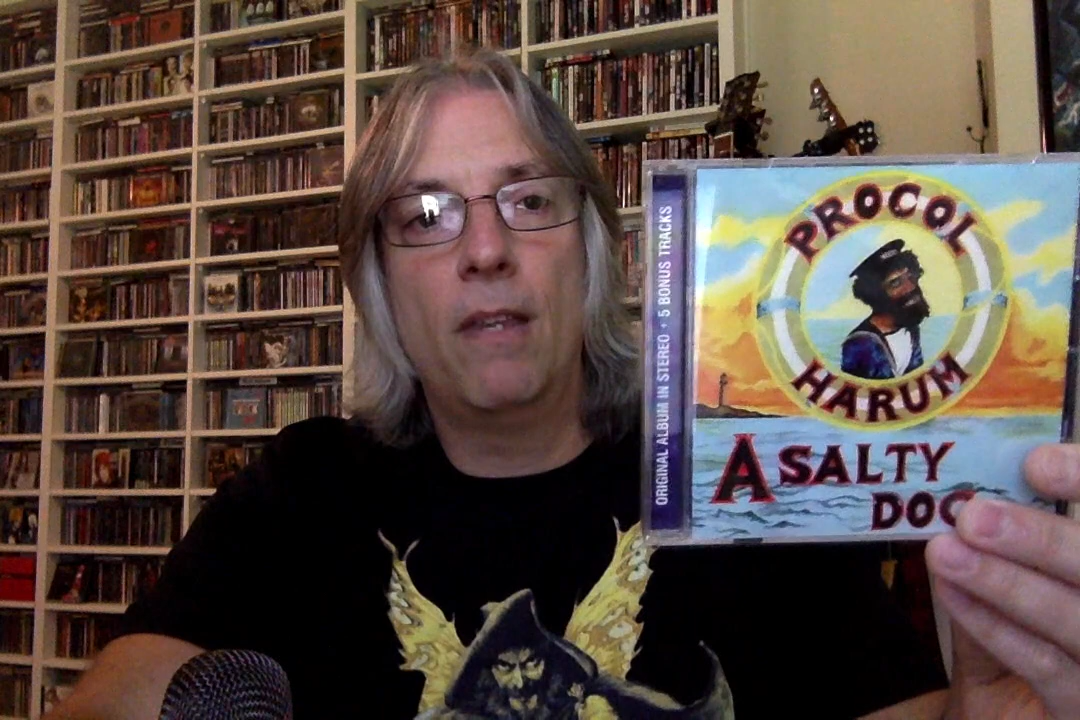 ORIGINAL ALBUM IN STEREO + 5 BONUS TRACKS
PROCOL
HARUM
A SALTY
DOG